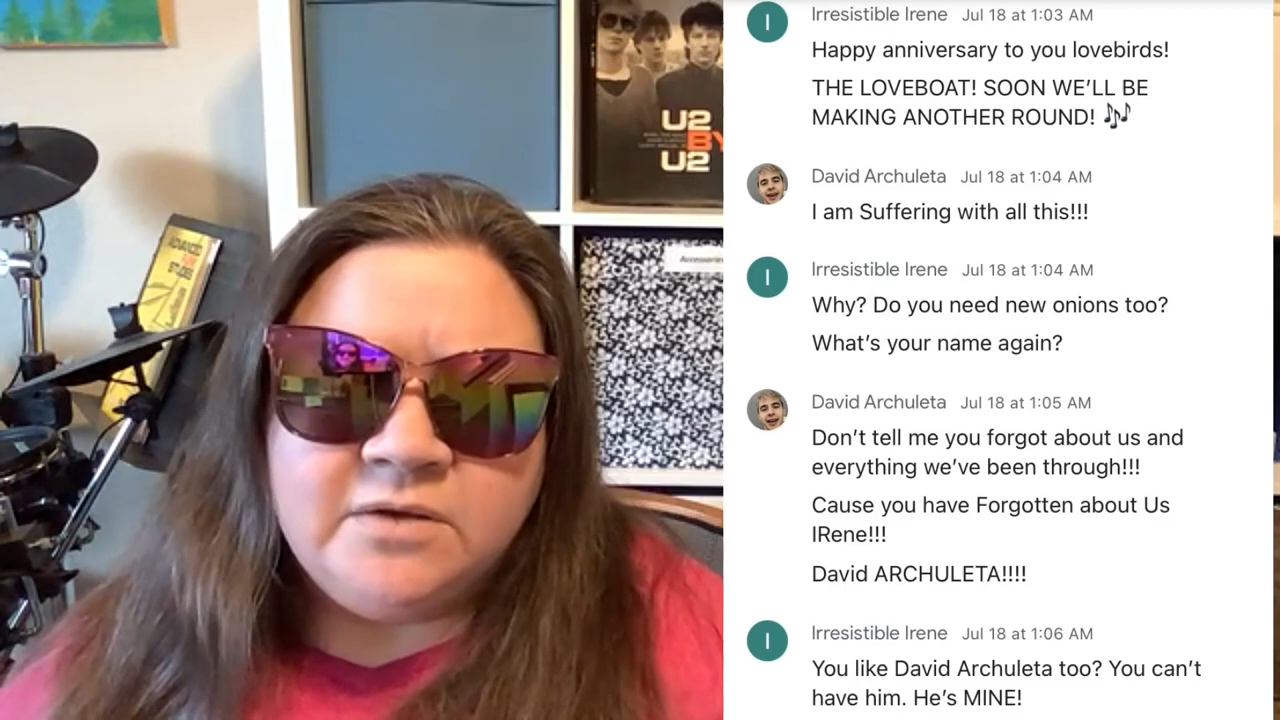 ADVANCED
FUNK
STUDIES
U2
BY
U2
Accessories
Irresistible Irene Jul 18 at 1:03 AM
Happy anniversary to you lovebirds!
THE LOVEBOAT! SOON WE’LL BE
MAKING ANOTHER ROUND! 🎶
David Archuleta Jul 18 at 1:04 AM
I am Suffering with all this!!!
I
Irresistible Irene Jul 18 at 1:04 AM
Why? Do you need new onions too?
What’s your name again?
David Archuleta Jul 18 at 1:05 AM
Don’t tell me you forgot about us and
everything we’ve been through!!!
Cause you have Forgotten about Us
IRene!!!
David ARCHULETA!!!!
I
Irresistible Irene Jul 18 at 1:06 AM
You like David Archuleta too? You can’t
have him. He’s MINE!